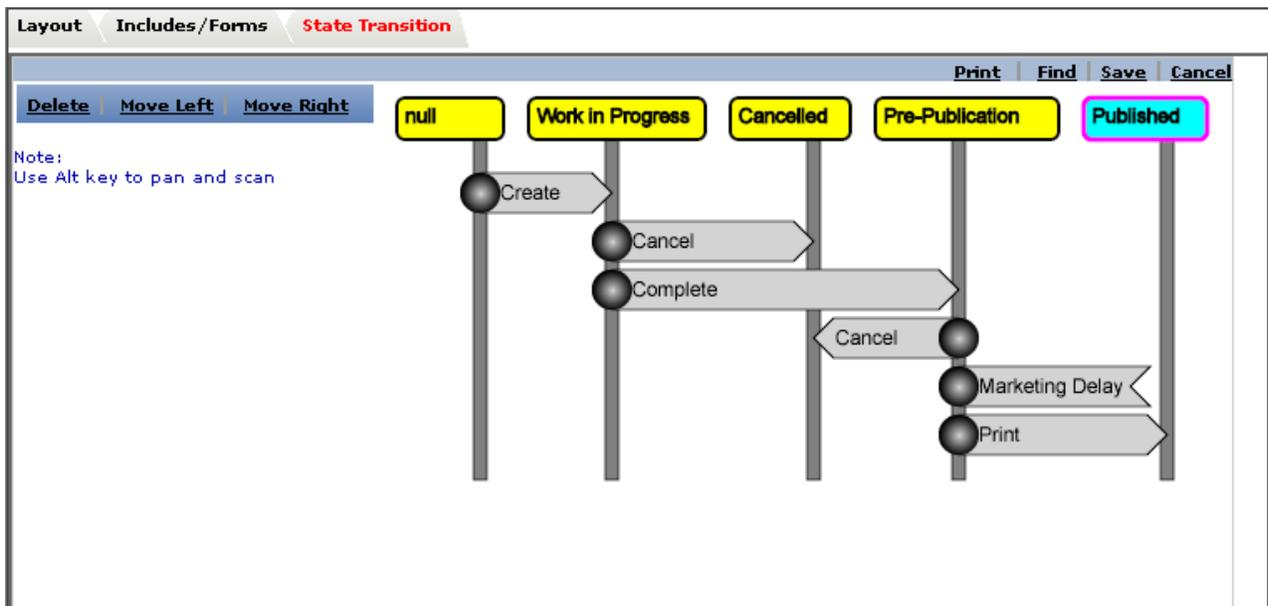 Layout Includes/Forms State Transition
Print Find Save Cancel
Delete Move Left Move Right
null Work in Progress Cancelled Pre-Publication Published
Note:
Use Alt key to pan and scan
Create
Cancel
Complete
Cancel
Marketing Delay
Print